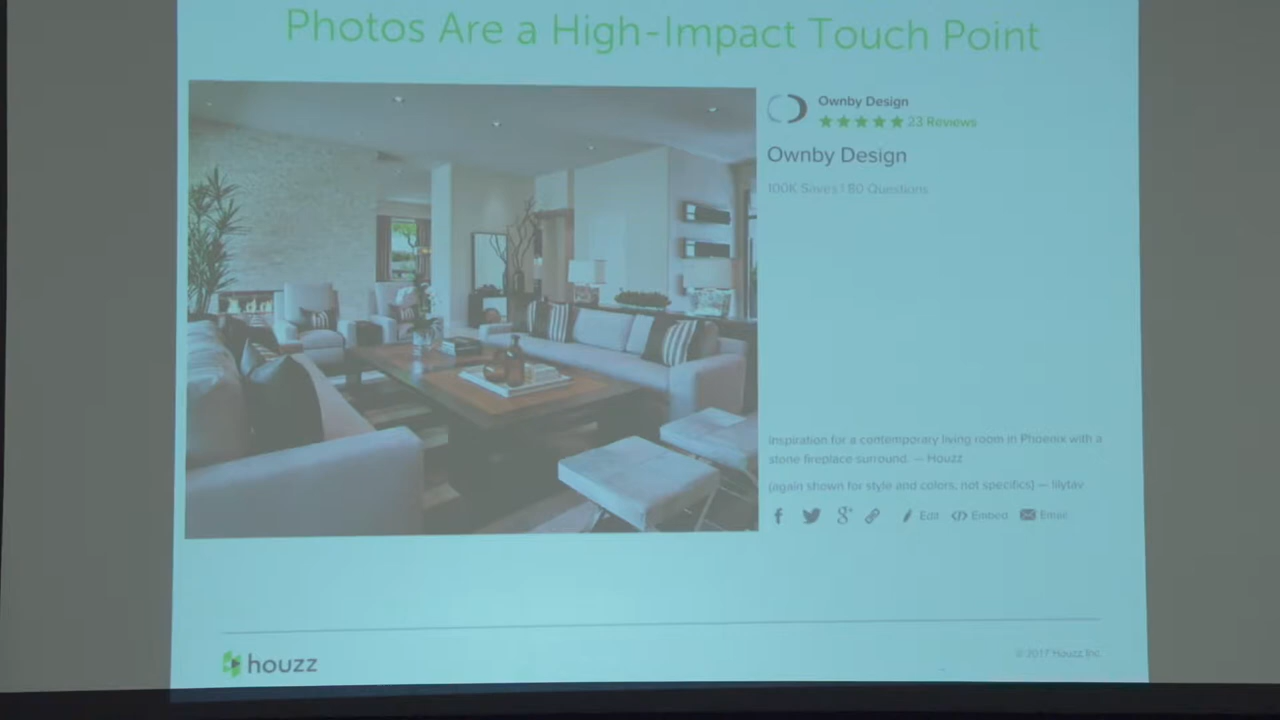 Photos Are a High-Impact Touch Point
Ownby Design
23 Reviews
Ownby Design
100K Saves | 80 Questions
Inspiration for a contemporary living room in Phoenix with a
stone fireplace surround. — Houzz
(again shown for style and colors, not specifics) — lilytav
Edit Embed Email
houzz
© 2017 Houzz Inc.